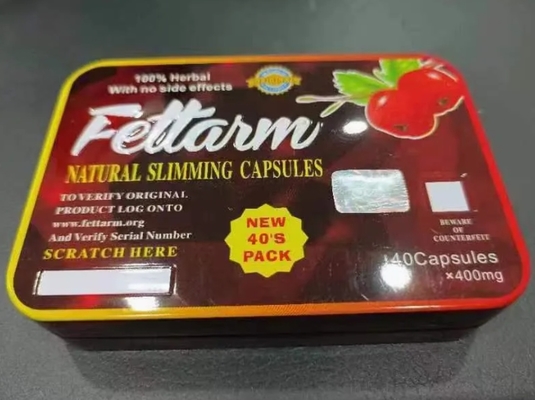 100% Herbal
With no side effects
Fettarm
NATURAL SLIMMING CAPSULES
TO VERIFY ORIGINAL
PRODUCT LOG ONTO
www.fettarm.org
And Verify Serial Number
SCRATCH HERE
NEW
40'S
PACK
BEWARE
OF
COUNTERFEIT
40Capsules
×400mg